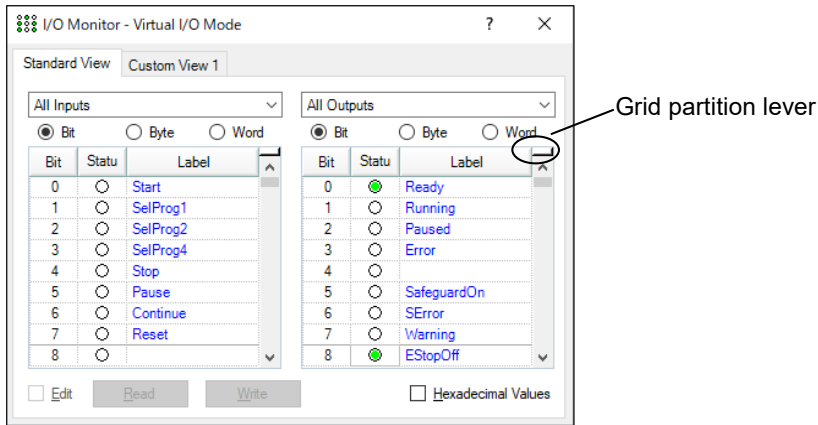 I/O Monitor - Virtual I/O Mode ? ×
Standard View Custom View 1
All Inputs All Outputs
Grid partition lever
Bit Byte Word Bit Byte Word
Bit Statu Label Bit Statu Label
0 Start 0 Ready
1 SelProg1 1 Running
2 SelProg2 2 Paused
3 SelProg4 3 Error
4 Stop 4
5 Pause 5 SafeguardOn
6 Continue 6 SError
7 Reset 7 Warning
8 8 EStopOff
Edit Read Write Hexadecimal Values